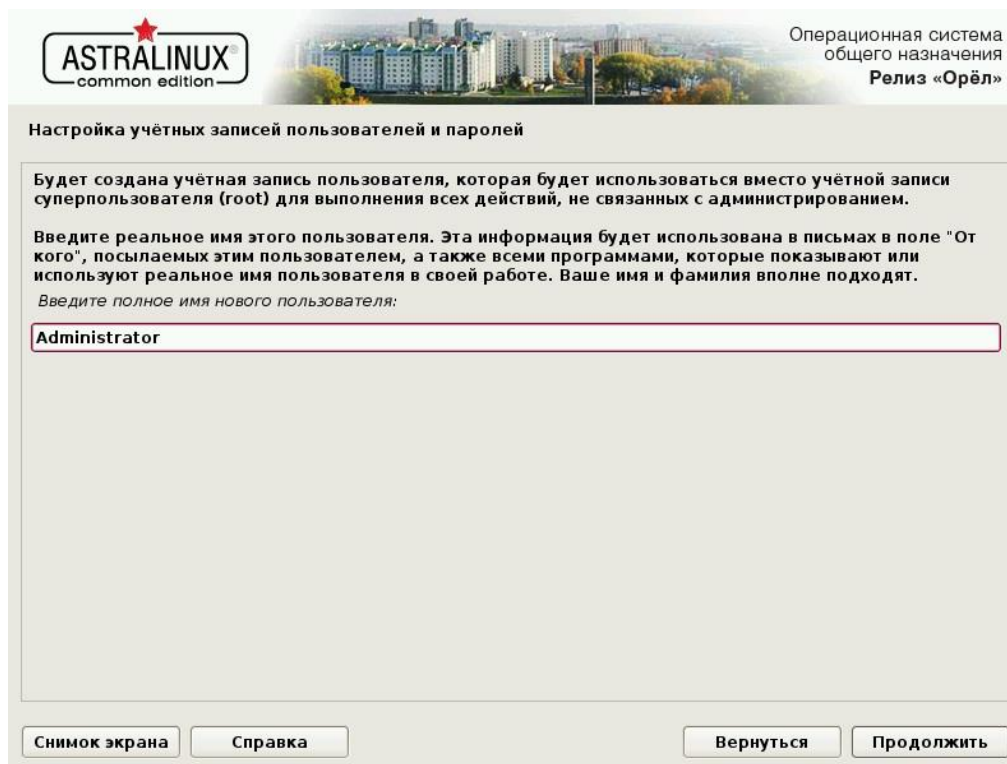 ASTRALINUX®
common edition
Операционная система
общего назначения
Релиз «Орёл»
Настройка учётных записей пользователей и паролей
Будет создана учётная запись пользователя, которая будет использоваться вместо учётной записи
суперпользователя (root) для выполнения всех действий, не связанных с администрированием.
Введите реальное имя этого пользователя. Эта информация будет использована в письмах в поле "От
кого", посылаемых этим пользователем, а также всеми программами, которые показывают или
используют реальное имя пользователя в своей работе. Ваше имя и фамилия вполне подходят.
Введите полное имя нового пользователя:
Administrator
Снимок экрана Справка Вернуться Продолжить